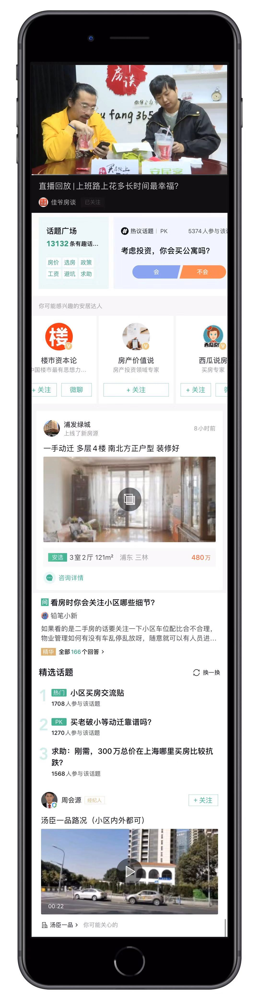 房谈
微信公众号
fang 365
买房路上
安居客
直播回放|上班路上花多长时间最幸福?
佳爷房谈 已关注
话题广场
13132条有趣话...
房价 选房 政策
工资 避坑 求助
热议话题 | PK 5374人参与该
考虑投资，你会买公寓吗?
会 不会
你可能感兴趣的安居达人
楼
楼市资本论
中国楼市最有思想力...
+ 关注 微聊
房产价值说
房产投资领域专家
+ 关注
西瓜说房
西瓜说房
买房专家
+ 关注
浦发绿城
上线了新房源
8小时前
一手动迁 多层4楼 南北方正户型 装修好
安选 3室2厅 121m² 浦东 三林 480万
咨询详情
问 看房时你会关注小区哪些细节?
铅笔小新
如果看的是二手房的话要关注一下小区车位配比合不合理，
物业管理如何有没有车乱停乱放呀，随意就可以有人员进...
精华 全部166个回答 >
精选话题 换一换
1 热门 小区买房交流贴
1708人参与该话题
2 PK 买老破小等动迁靠谱吗?
1270人参与该话题
3 求助：刚需，300万总价在上海哪里买房比较抗
跌?
1568人参与该话题
周会源 经纪人 + 关注
汤臣一品路况（小区内外都可）
00:22
汤臣一品 > 你可能关心的